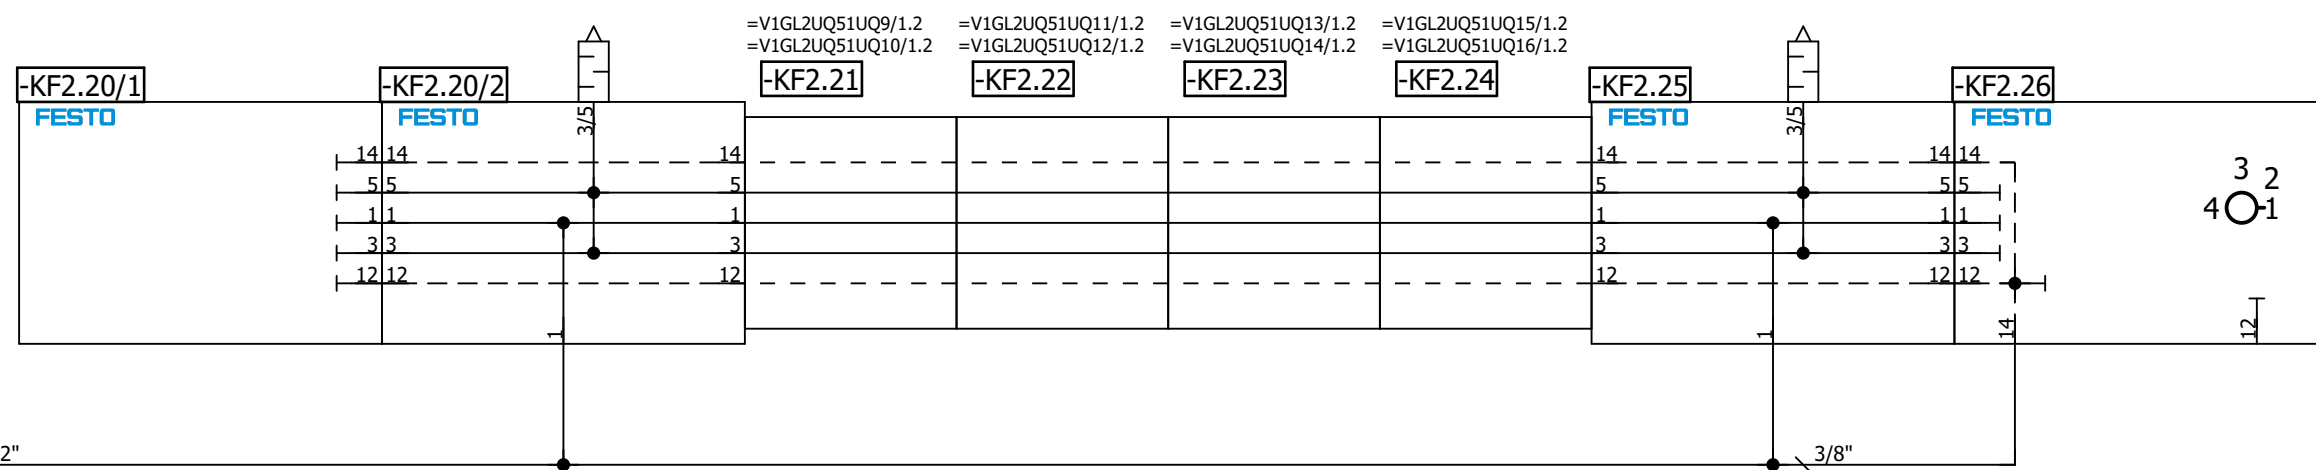 =V1GL2UQ51UQ9/1.2 =V1GL2UQ51UQ11/1.2 =V1GL2UQ51UQ13/1.2 =V1GL2UQ51UQ15/1.2
=V1GL2UQ51UQ10/1.2 =V1GL2UQ51UQ12/1.2 =V1GL2UQ51UQ14/1.2 =V1GL2UQ51UQ16/1.2
-KF2.20/1 -KF2.20/2 -KF2.21 -KF2.22 -KF2.23 -KF2.24 -KF2.25 -KF2.26
FESTO FESTO FESTO FESTO
3/5 3/5
14 14 14 14 14 14
5 5 5 5 5 5
1 1 1 1 1 1
3 3 3 3 3 3
12 12 12 12 12 12
3 2
4 1
1 1 14 12
2" 3/8"